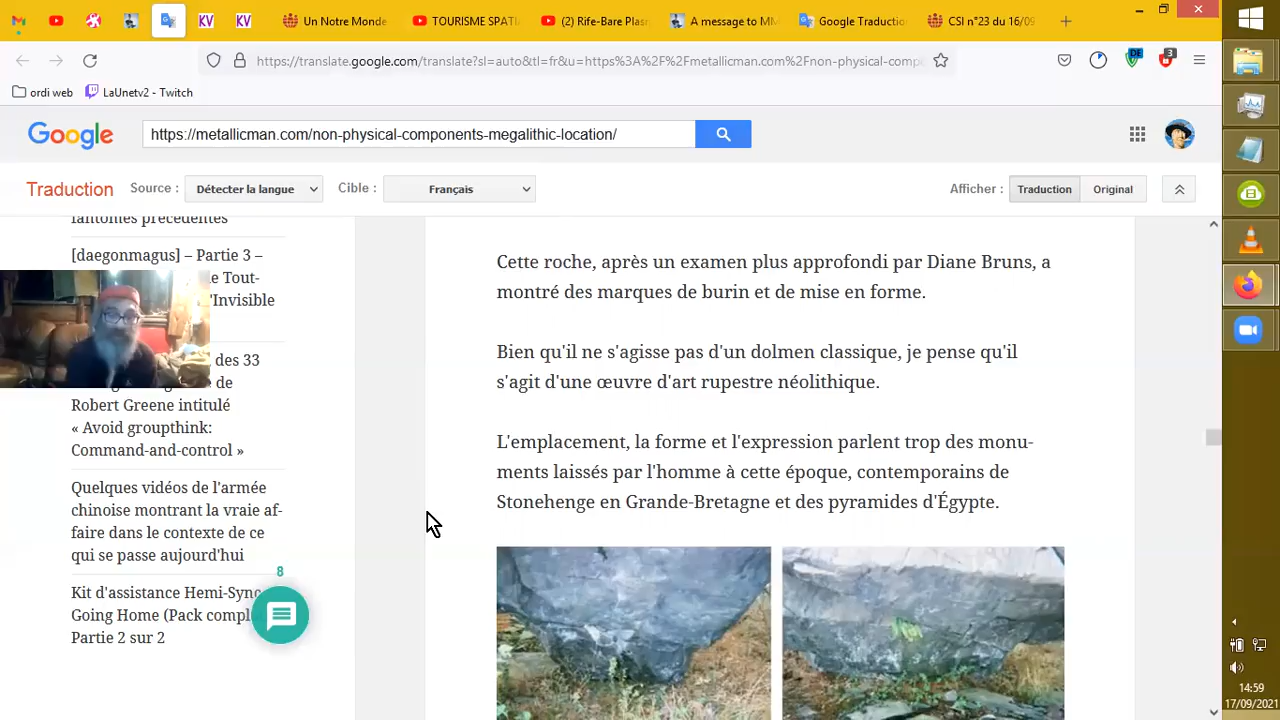 Un Notre Monde
TOURISME SPATI
(2) Rife-Bare Plasm
A message to MM
Google Traduction
CSI n°23 du 16/09
https://translate.google.com/translate?sl=auto&tl=fr&u=https%3A%2F%2Fmetallicman.com%2Fnon-physical-comp
DE
3
ordi web
LaUnetv2 - Twitch
Google
https://metallicman.com/non-physical-components-megalithic-location/
Traduction
Source :
Détecter la langue
Cible :
Français
Afficher :
Traduction
Original
fantômes précédentes
[daegonmagus] – Partie 3 –
e Tout-
'Invisible
des 33
de
Robert Greene intitulé
« Avoid groupthink:
Command-and-control »
Quelques vidéos de l'armée
chinoise montrant la vraie af-
faire dans le contexte de ce
qui se passe aujourd'hui
8
Kit d'assistance Hemi-Sync
Going Home (Pack compl
Partie 2 sur 2
Cette roche, après un examen plus approfondi par Diane Bruns, a
montré des marques de burin et de mise en forme.
Bien qu'il ne s'agisse pas d'un dolmen classique, je pense qu'il
s'agit d'une œuvre d'art rupestre néolithique.
L'emplacement, la forme et l'expression parlent trop des monu-
ments laissés par l'homme à cette époque, contemporains de
Stonehenge en Grande-Bretagne et des pyramides d'Égypte.
14:59
17/09/2021